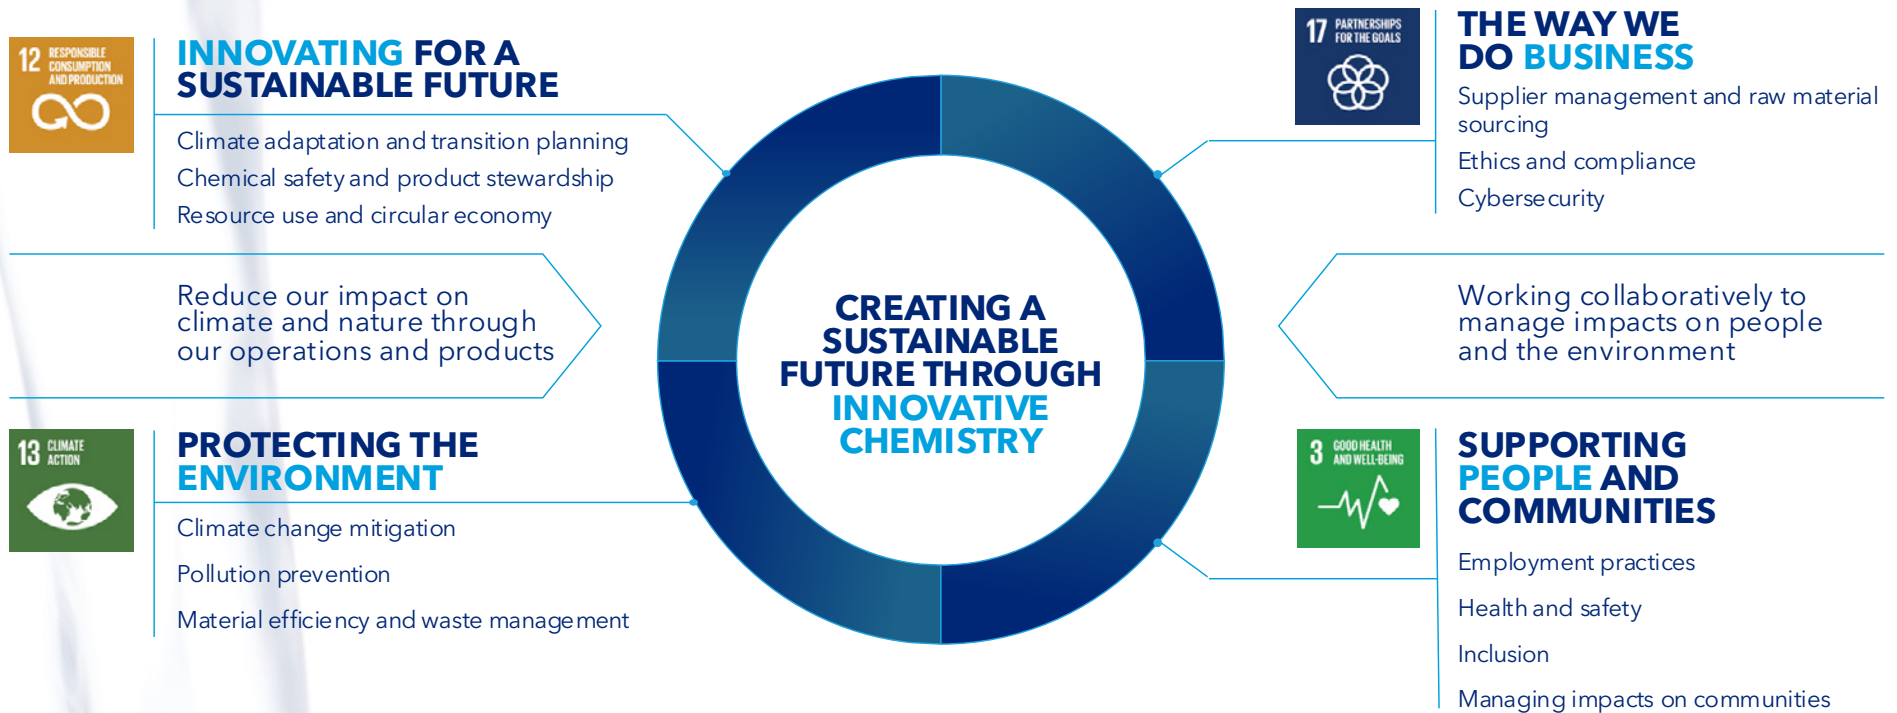 12 RESPONSIBLE
CONSUMPTION
AND PRODUCTION
INNOVATING FOR A
SUSTAINABLE FUTURE
Climate adaptation and transition planning
Chemical safety and product stewardship
Resource use and circular economy
Reduce our impact on
climate and nature through
our operations and products
13 CLIMATE
ACTION
PROTECTING THE
ENVIRONMENT
Climate change mitigation
Pollution prevention
Material efficiency and waste management
CREATING A
SUSTAINABLE
FUTURE THROUGH
INNOVATIVE
CHEMISTRY
17 PARTNERSHIPS
FOR THE GOALS
THE WAY WE
DO BUSINESS
Supplier management and raw material
sourcing
Ethics and compliance
Cybersecurity
Working collaboratively to
manage impacts on people
and the environment
3 GOOD HEALTH
AND WELL-BEING
SUPPORTING
PEOPLE AND
COMMUNITIES
Employment practices
Health and safety
Inclusion
Managing impacts on communities